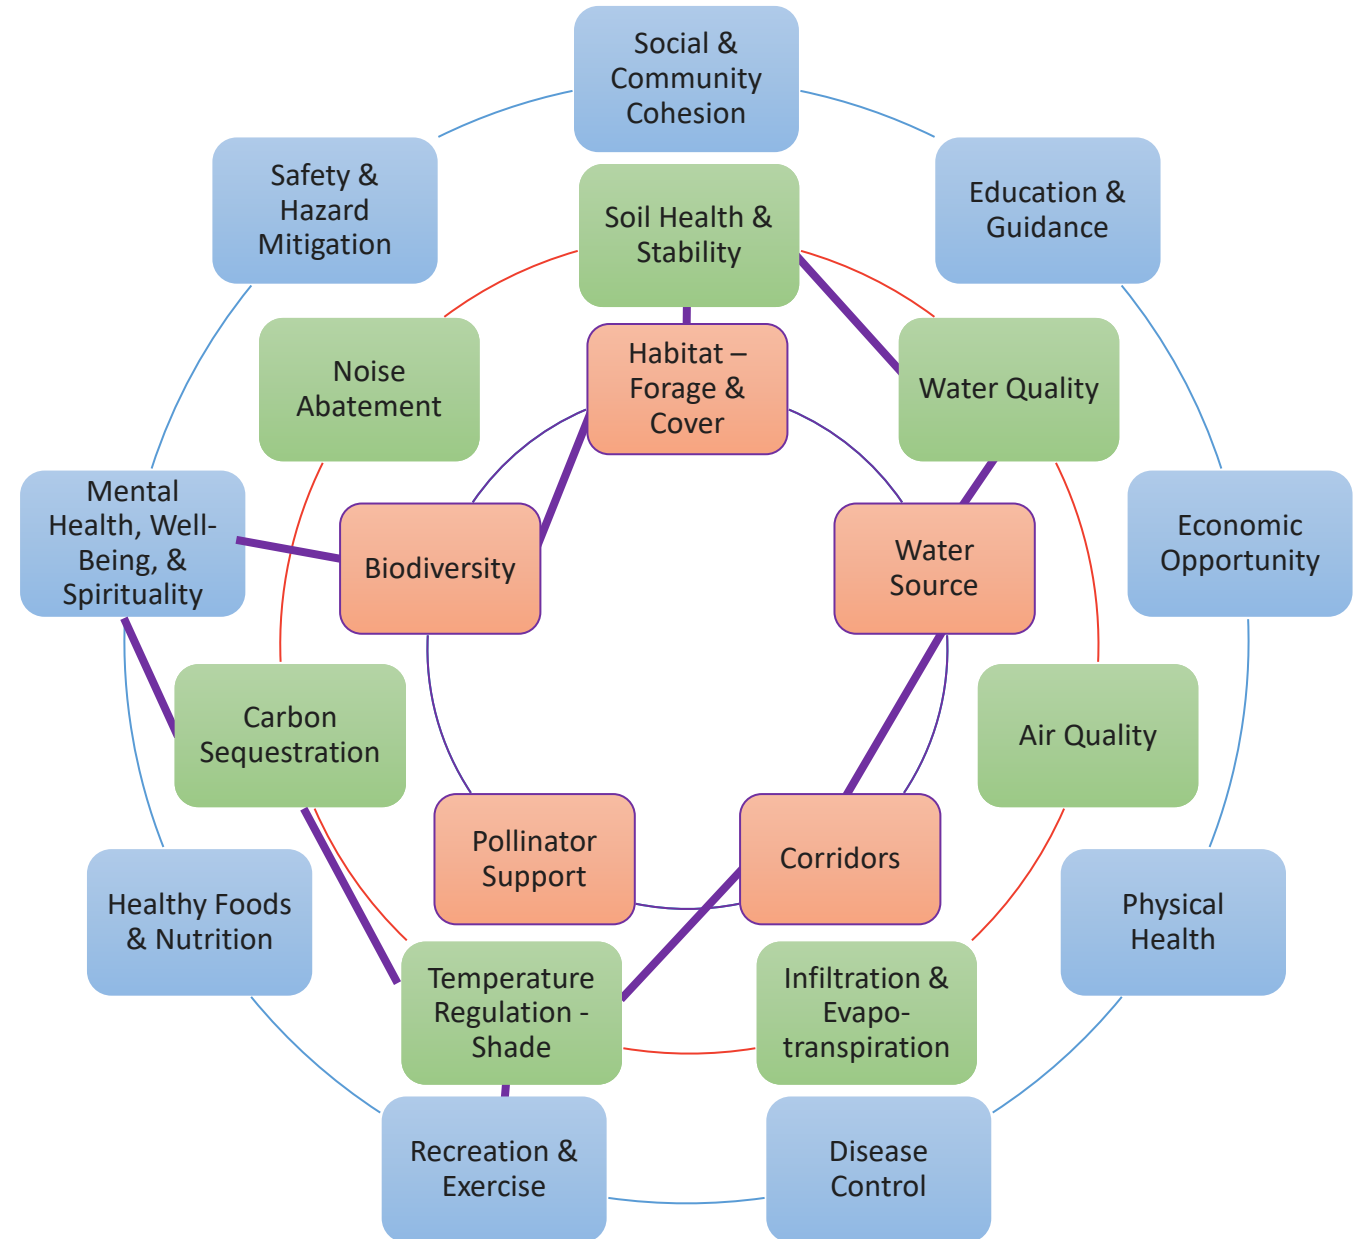 Social &
Community
Cohesion
Safety &
Hazard
Mitigation
Education &
Guidance
Soil Health &
Stability
Noise
Abatement
Habitat –
Forage &
Cover
Water Quality
Mental
Health, Well-
Being, &
Spirituality
Biodiversity
Water
Source
Economic
Opportunity
Carbon
Sequestration
Air Quality
Pollinator
Support
Corridors
Healthy Foods
& Nutrition
Physical
Health
Temperature
Regulation -
Shade
Infiltration &
Evapo-
transpiration
Recreation &
Exercise
Disease
Control